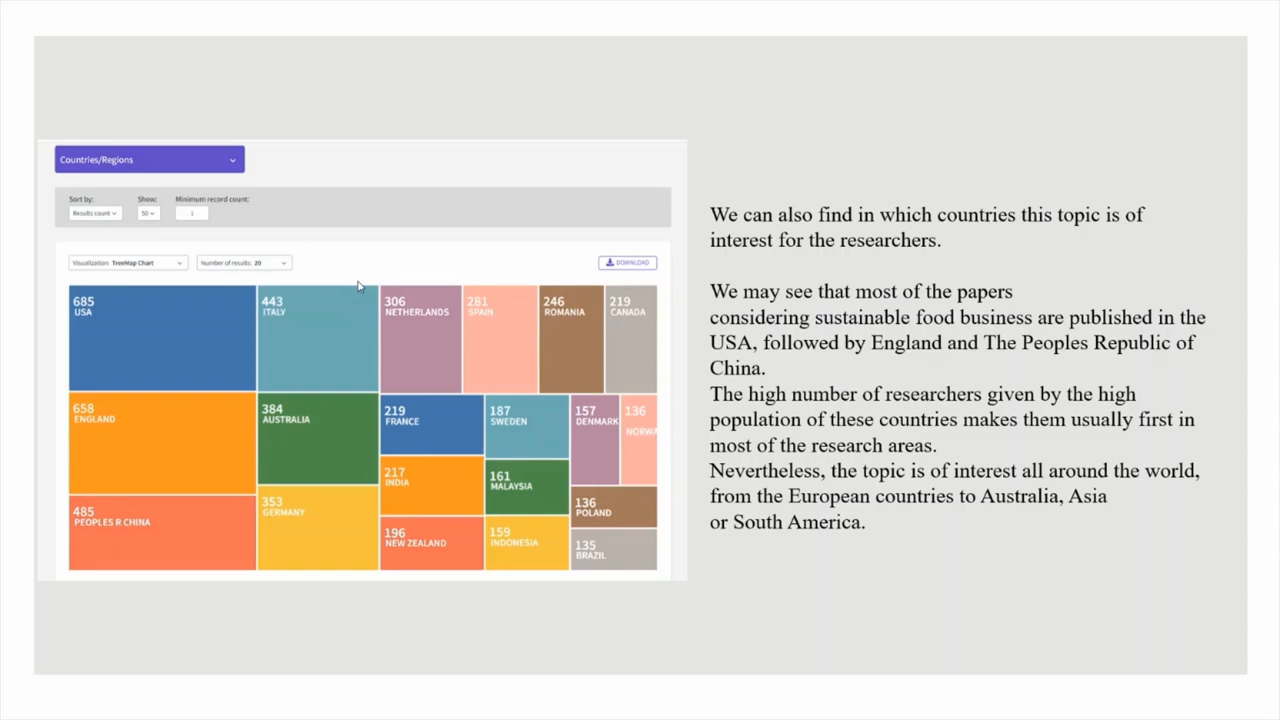 Countries/Regions
Sort by:
Show:
Minimum record count:
Results count
50
1
Visualization: TreeMap Chart
Number of results: 20
DOWNLOAD
685
USA
443
ITALY
306
NETHERLANDS
281
SPAIN
246
ROMANIA
219
CANADA
658
ENGLAND
384
AUSTRALIA
219
FRANCE
187
SWEDEN
157
DENMARK
136
NORWA
217
INDIA
161
MALAYSIA
485
PEOPLES R CHINA
353
GERMANY
136
POLAND
196
NEW ZEALAND
159
INDONESIA
135
BRAZIL
We can also find in which countries this topic is of
interest for the researchers.
We may see that most of the papers
considering sustainable food business are published in the
USA, followed by England and The Peoples Republic of
China.
The high number of researchers given by the high
population of these countries makes them usually first in
most of the research areas.
Nevertheless, the topic is of interest all around the world,
from the European countries to Australia, Asia
or South America.